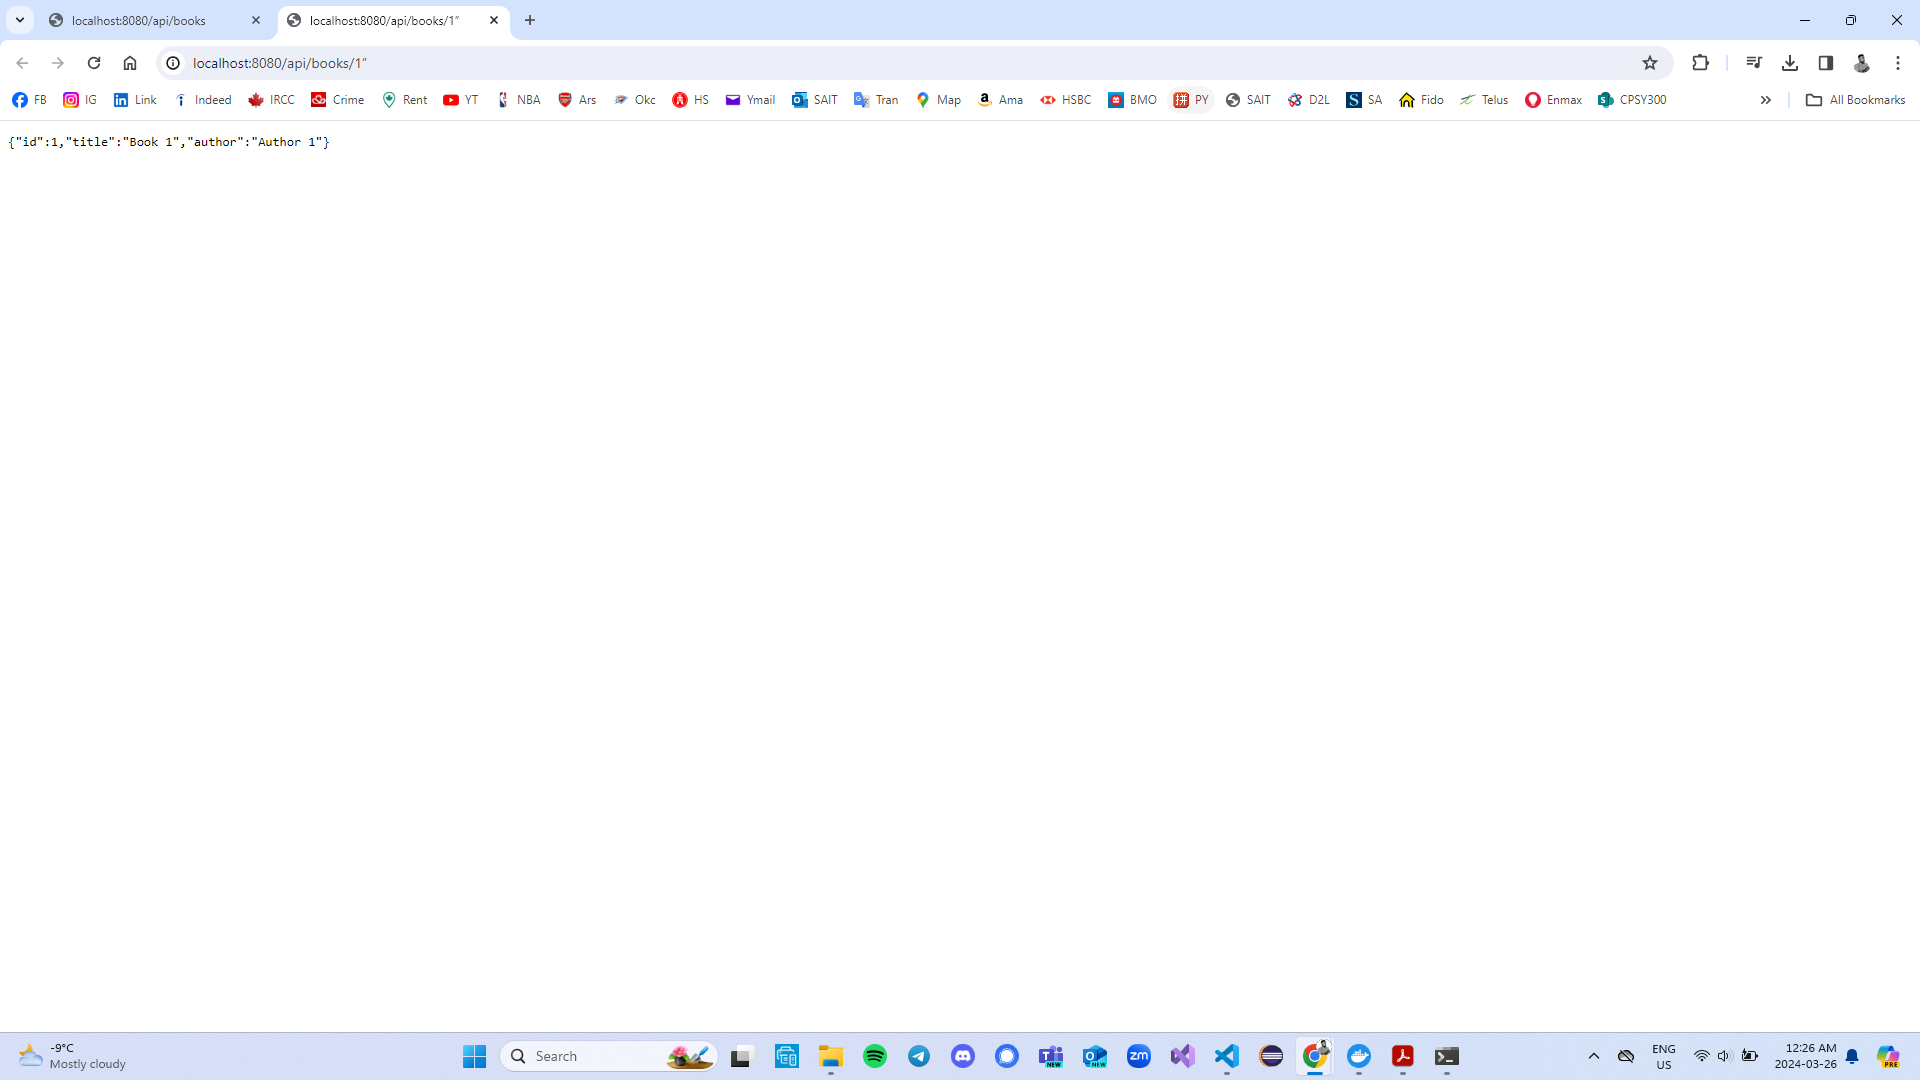 localhost:8080/api/books
localhost:8080/api/books/1"
localhost:8080/api/books/1"
FB IG Link Indeed IRCC Crime Rent YT NBA Ars Okc HS Ymail SAIT Tran Map Ama HSBC BMO PY SAIT D2L SA Fido Telus Enmax CPSY300 All Bookmarks
{"id":1,"title":"Book 1","author":"Author 1"}
-9°C
Mostly cloudy
Search
ENG
US
12:26 AM
2024-03-26